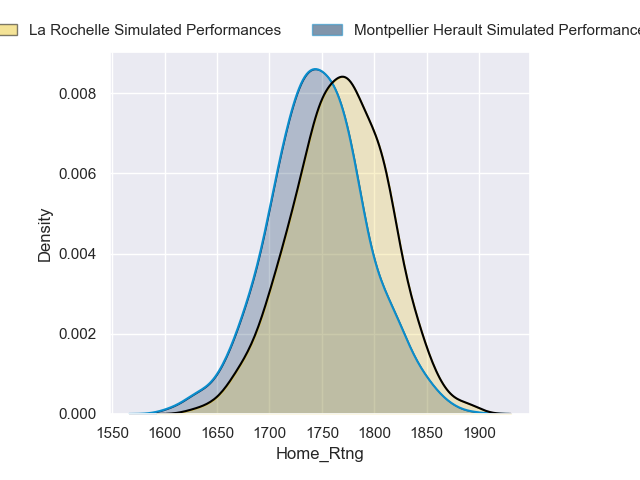 La Rochelle Simulated Performances
Montpellier Herault Simulated Performance
0.008
0.006
0.004
0.002
0.000
Density
1550 1600 1650 1700 1750 1800 1850 1900
Home_Rtng